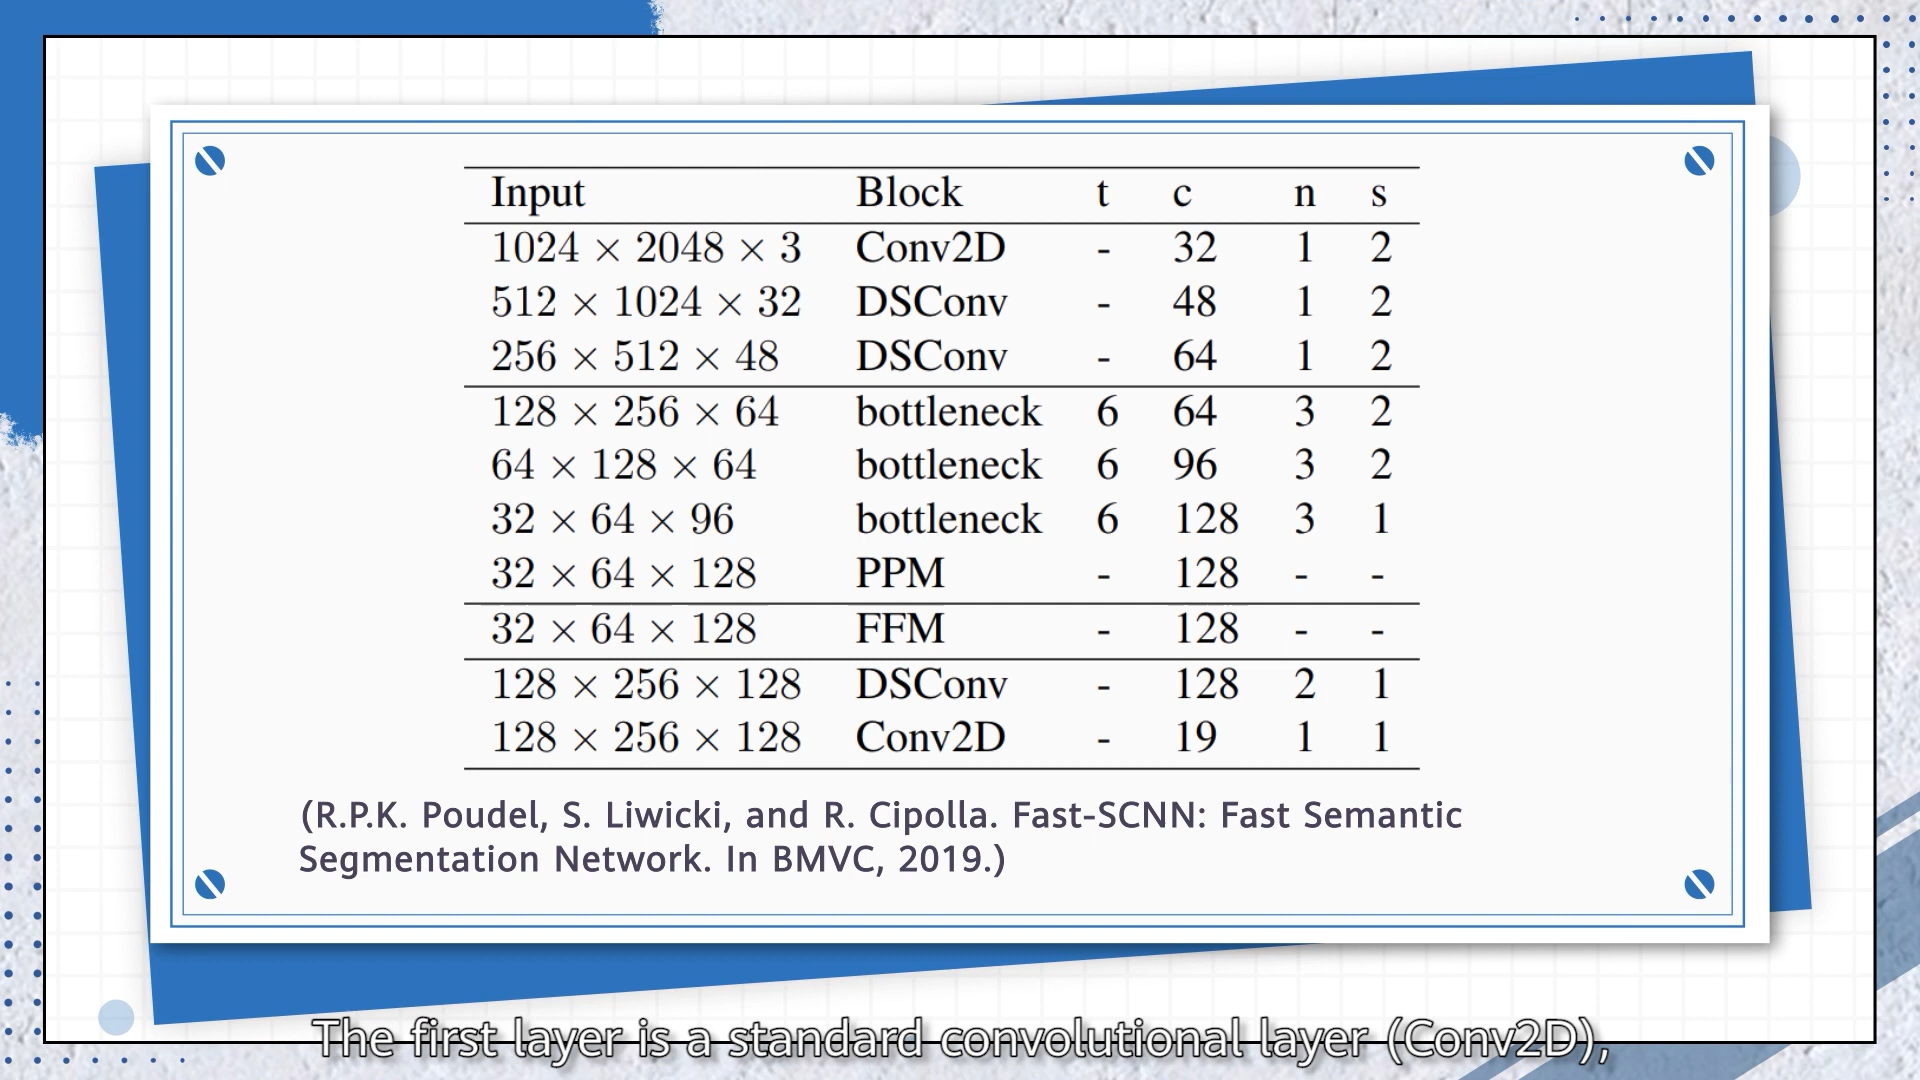 Input Block t c n s
1024 × 2048 × 3 Conv2D - 32 1 2
512 × 1024 × 32 DSConv - 48 1 2
256 × 512 × 48 DSConv - 64 1 2
128 × 256 × 64 bottleneck 6 64 3 2
64 × 128 × 64 bottleneck 6 96 3 2
32 × 64 × 96 bottleneck 6 128 3 1
32 × 64 × 128 PPM - 128 - -
32 × 64 × 128 FFM - 128 - -
128 × 256 × 128 DSConv - 128 2 1
128 × 256 × 128 Conv2D - 19 1 1
(R.P.K. Poudel, S. Liwicki, and R. Cipolla. Fast-SCNN: Fast Semantic
Segmentation Network. In BMVC, 2019.)
The first layer is a standard convolutional layer (Conv2D),